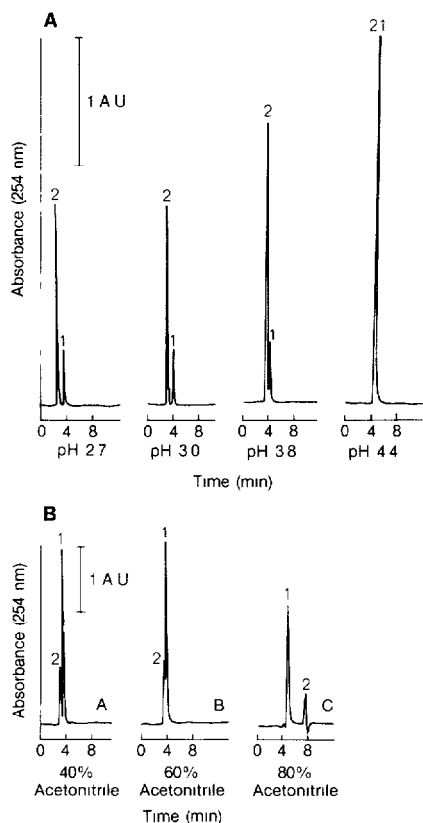 A
1 A U
Absorbance (254 nm)
2
1
2
1
2
1
21
0 4 8
0 4 8
0 4 8
0 4 8
pH 2 7
pH 3 0
pH 3 8
pH 4 4
Time (min)
B
1 A U
Absorbance (254 nm)
1
2
A
1
2
B
1
2
C
0 4 8
0 4 8
0 4 8
40%
Acetonitrile
60%
Acetonitrile
80%
Acetonitrile
Time (min)